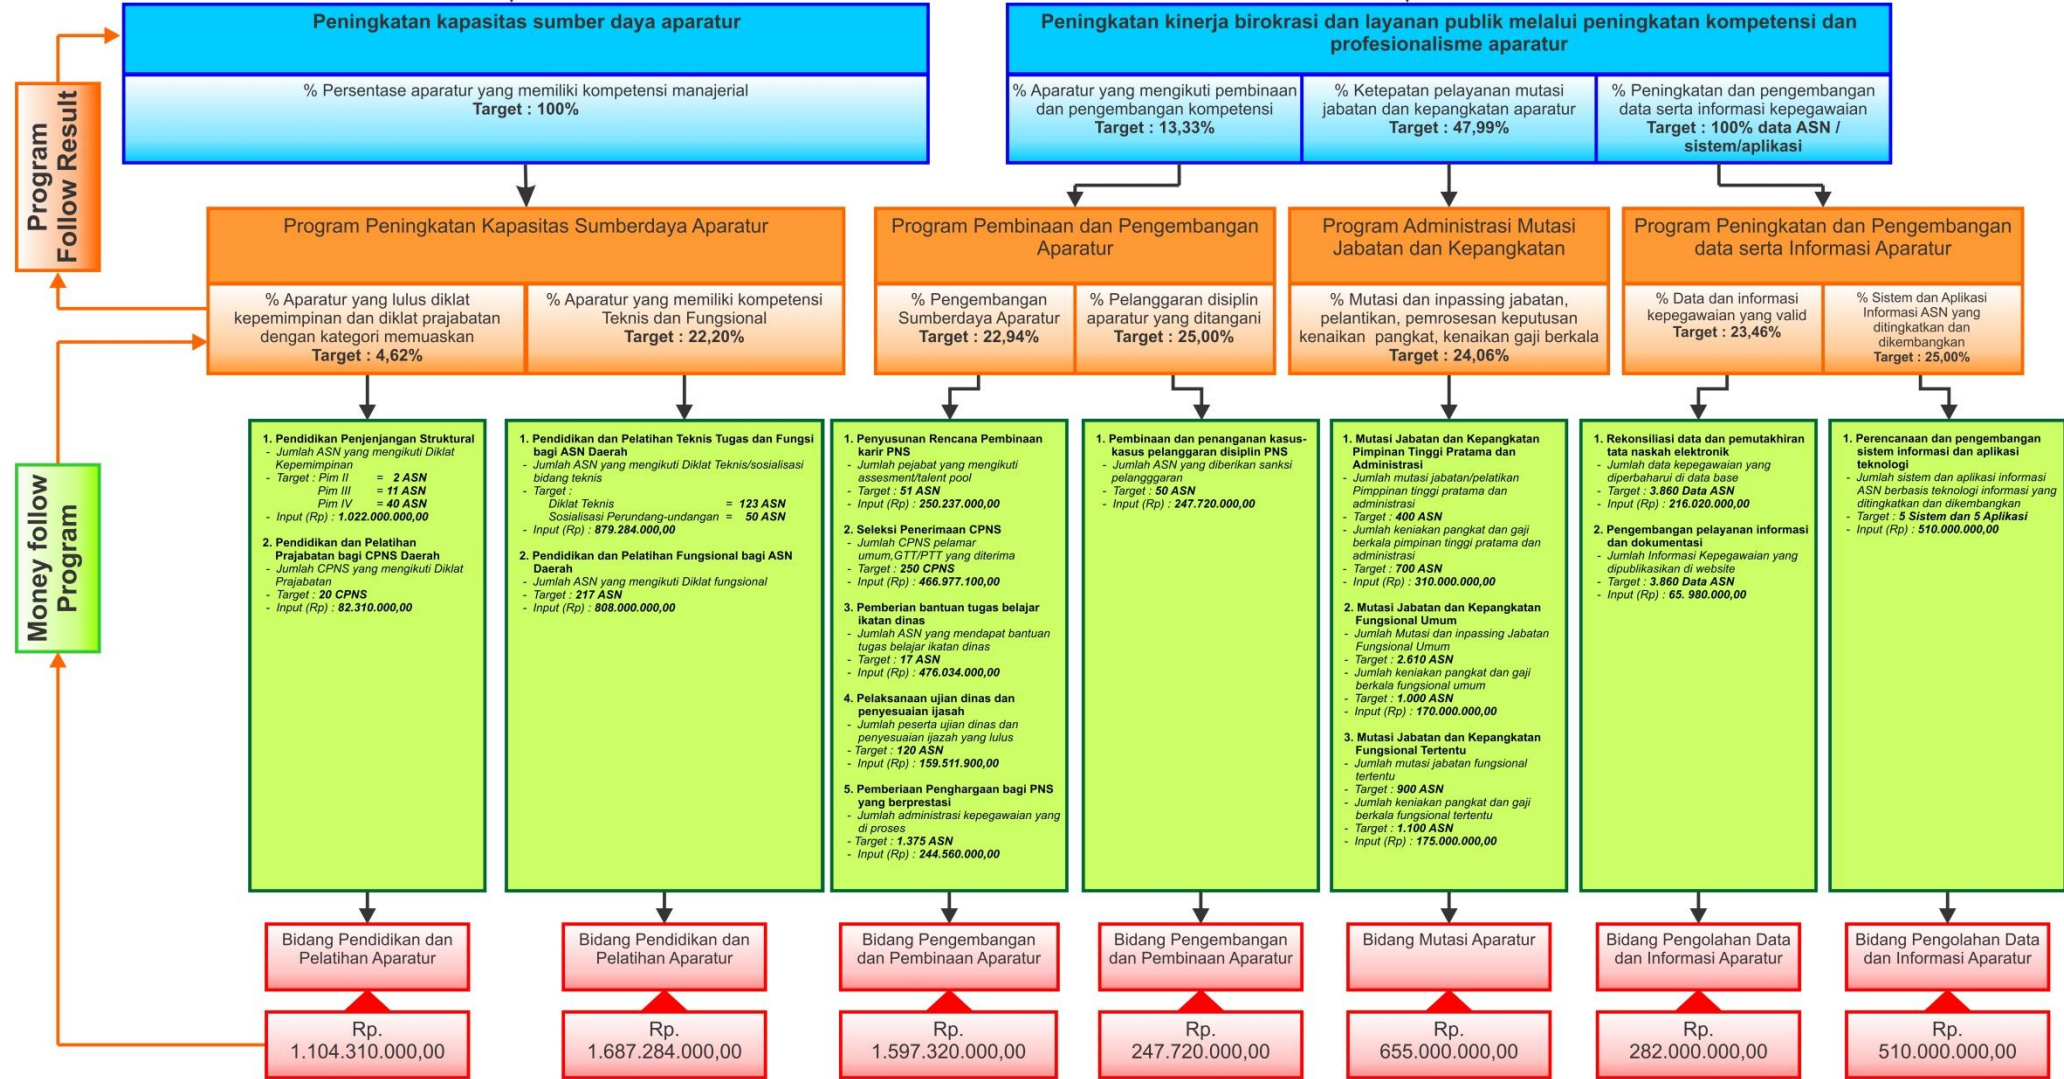 Peningkatan kapasitas sumber daya aparatur
% Persentase aparatur yang memiliki kompetensi manajerial
Target : 100%
Peningkatan kinerja birokrasi dan layanan publik melalui peningkatan kompetensi dan
profesionalisme aparatur
% Aparatur yang mengikuti pembinaan
dan pengembangan kompetensi
Target : 13,33%
% Ketepatan pelayanan mutasi
jabatan dan kepangkatan aparatur
Target : 47,99%
% Peningkatan dan pengembangan
data serta informasi kepegawaian
Target : 100% data ASN /
sistem/aplikasi
Program
Follow Result
Program Peningkatan Kapasitas Sumberdaya Aparatur
% Aparatur yang lulus diklat
kepemimpinan dan diklat prajabatan
dengan kategori memuaskan
Target : 4,62%
% Aparatur yang memiliki kompetensi
Teknis dan Fungsional
Target : 22,20%
Program Pembinaan dan Pengembangan
Aparatur
% Pengembangan
Sumberdaya Aparatur
Target : 22,94%
% Pelanggaran disiplin
aparatur yang ditangani
Target : 25,00%
Program Administrasi Mutasi
Jabatan dan Kepangkatan
% Mutasi dan inpassing jabatan,
pelantikan, pemrosesan keputusan
kenaikan pangkat, kenaikan gaji berkala
Target : 24,06%
Program Peningkatan dan Pengembangan
data serta Informasi Aparatur
% Data dan informasi
kepegawaian yang valid
Target : 23,46%
% Sistem dan Aplikasi
Informasi ASN yang
ditingkatkan dan
dikembangkan
Target : 25,00%
Money follow
Program
1. Pendidikan Penjenjangan Struktural
- Jumlah ASN yang mengikuti Diklat
Kepemimpinan
- Target : Pim II = 2 ASN
Pim III = 11 ASN
Pim IV = 40 ASN
- Input (Rp) : 1.022.000.000,00
2. Pendidikan dan Pelatihan
Prajabatan bagi CPNS Daerah
- Jumlah CPNS yang mengikuti Diklat
Prajabatan
- Target : 20 CPNS
- Input (Rp) : 82.310.000,00
1. Pendidikan dan Pelatihan Teknis Tugas dan Fungsi
bagi ASN Daerah
- Jumlah ASN yang mengikuti Diklat Teknis/sosialisasi
bidang teknis
- Target :
Diklat Teknis = 123 ASN
Sosialisasi Perundang-undangan = 50 ASN
- Input (Rp) : 879.284.000,00
2. Pendidikan dan Pelatihan Fungsional bagi ASN
Daerah
- Jumlah ASN yang mengikuti Diklat fungsional
- Target : 217 ASN
- Input (Rp) : 808.000.000,00
1. Penyusunan Rencana Pembinaan
karir PNS
- Jumlah pejabat yang mengikuti
assesment/talent pool
- Target : 51 ASN
- Input (Rp) : 250.237.000,00
2. Seleksi Penerimaan CPNS
- Jumlah CPNS pelamar
umum,GTT/PTT yang diterima
- Target : 250 CPNS
- Input (Rp) : 466.977.100,00
3. Pemberian bantuan tugas belajar
ikatan dinas
- Jumlah ASN yang mendapat bantuan
tugas belajar ikatan dinas
- Target : 17 ASN
- Input (Rp) : 476.034.000,00
4. Pelaksanaan ujian dinas dan
penyesuaian ijasah
- Jumlah peserta ujian dinas dan
penyesuaian ijazah yang lulus
- Target : 120 ASN
- Input (Rp) : 159.511.900,00
5. Pemberiaan Penghargaan bagi PNS
yang berprestasi
- Jumlah administrasi kepegawaian yang
di proses
- Target : 1.375 ASN
- Input (Rp) : 244.560.000,00
1. Pembinaan dan penanganan kasus-
kasus pelanggaran disiplin PNS
- Jumlah ASN yang diberikan sanksi
pelangggaran
- Target : 50 ASN
- Input (Rp) : 247.720.000,00
1. Mutasi Jabatan dan Kepangkatan
Pimpinan Tinggi Pratama dan
Administrasi
- Jumlah mutasi jabatan/pelatikan
Pimppinan tinggi pratama dan
administrasi
- Target : 400 ASN
- Jumlah keniakan pangkat dan gaji
berkala pimpinan tinggi pratama dan
administrasi
- Target : 700 ASN
- Input (Rp) : 310.000.000,00
2. Mutasi Jabatan dan Kepangkatan
Fungsional Umum
- Jumlah Mutasi dan inpassing Jabatan
Fungsional Umum
- Target : 2.610 ASN
- Jumlah keniakan pangkat dan gaji
berkala fungsional umum
- Target : 1.000 ASN
- Input (Rp) : 170.000.000,00
3. Mutasi Jabatan dan Kepangkatan
Fungsional Tertentu
- Jumlah mutasi jabatan fungsional
tertentu
- Target : 900 ASN
- Jumlah keniakan pangkat dan gaji
berkala fungsional tertentu
- Target : 1.100 ASN
- Input (Rp) : 175.000.000,00
1. Rekonsiliasi data dan pemutakhiran
tata naskah elektronik
- Jumlah data kepegawaian yang
diperbaharui di data base
- Target : 3.860 Data ASN
- Input (Rp) : 216.020.000,00
2. Pengembangan pelayanan informasi
dan dokumentasi
- Jumlah Informasi Kepegawaian yang
dipublikasikan di website
- Target : 3.860 Data ASN
- Input (Rp) : 65. 980.000,00
1. Perencanaan dan pengembangan
sistem informasi dan aplikasi
teknologi
- Jumlah sistem dan aplikasi informasi
ASN berbasis teknologi informasi yang
ditingkatkan dan dikembangkan
- Target : 5 Sistem dan 5 Aplikasi
- Input (Rp) : 510.000.000,00
Bidang Pendidikan dan
Pelatihan Aparatur
Bidang Pendidikan dan
Pelatihan Aparatur
Bidang Pengembangan
dan Pembinaan Aparatur
Bidang Pengembangan
dan Pembinaan Aparatur
Bidang Mutasi Aparatur
Bidang Pengolahan Data
dan Informasi Aparatur
Bidang Pengolahan Data
dan Informasi Aparatur
Rp.
1.104.310.000,00
Rp.
1.687.284.000,00
Rp.
1.597.320.000,00
Rp.
247.720.000,00
Rp.
655.000.000,00
Rp.
282.000.000,00
Rp.
510.000.000,00